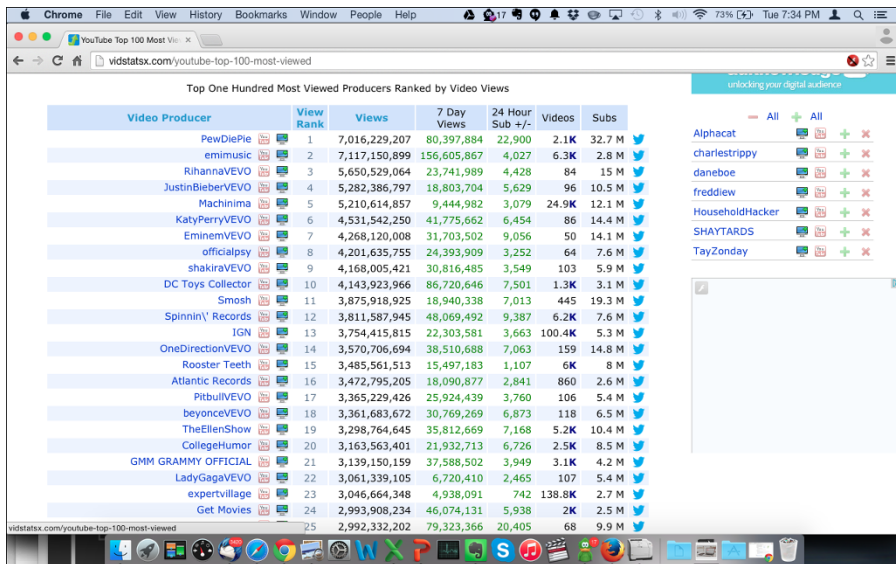 Chrome File Edit View History Bookmarks Window People Help 17 73% Tue 7:34 PM
YouTube Top 100 Most Vie ×
vidstatsx.com/youtube-top-100-most-viewed
Top One Hundred Most Viewed Producers Ranked by Video Views
unlocking your digital audience
Video Producer View Rank Views 7 Day Views 24 Hour Sub +/- Videos Subs
PewDiePie 1 7,016,229,207 80,397,884 22,900 2.1K 32.7 M
emimusic 2 7,117,150,899 156,605,867 4,027 6.3K 2.8 M
RihannaVEVO 3 5,650,529,064 23,741,989 4,428 84 15 M
JustinBieberVEVO 4 5,282,386,797 18,803,704 5,629 96 10.5 M
Machinima 5 5,210,614,857 9,444,982 3,079 24.9K 12.1 M
KatyPerryVEVO 6 4,531,542,250 41,775,662 6,454 86 14.4 M
EminemVEVO 7 4,268,120,008 31,703,502 9,056 50 14.1 M
officialpsy 8 4,201,635,755 24,393,909 3,252 64 7.6 M
shakiraVEVO 9 4,168,005,421 30,816,485 3,549 103 5.9 M
DC Toys Collector 10 4,143,923,966 86,720,646 7,501 1.3K 3.1 M
Smosh 11 3,875,918,925 18,940,338 7,013 445 19.3 M
Spinnin\' Records 12 3,811,587,945 48,069,492 9,387 6.2K 7.6 M
IGN 13 3,754,415,815 22,303,581 3,663 100.4K 5.3 M
OneDirectionVEVO 14 3,570,706,694 38,510,688 7,063 159 14.8 M
Rooster Teeth 15 3,485,561,513 15,497,183 1,107 6K 8 M
Atlantic Records 16 3,472,795,205 18,090,877 2,841 860 2.6 M
PitbullVEVO 17 3,365,229,426 25,924,439 3,760 106 5.4 M
beyonceVEVO 18 3,361,683,672 30,769,269 6,873 118 6.5 M
TheEllenShow 19 3,298,764,645 35,812,669 7,168 5.2K 10.4 M
CollegeHumor 20 3,163,563,401 21,932,713 6,726 2.5K 8.5 M
GMM GRAMMY OFFICIAL 21 3,139,150,159 37,588,502 3,949 3.1K 4.2 M
LadyGagaVEVO 22 3,061,339,105 6,720,410 2,465 107 5.4 M
expertvillage 23 3,046,664,348 4,938,091 742 138.8K 2.7 M
Get Movies 24 2,993,908,234 46,074,131 5,938 2K 2.5 M
25 2,992,332,202 79,323,366 20,405 68 9.9 M
All All
Alphacat
charlestrippy
daneboe
freddiew
HouseholdHacker
SHAYTARDS
TayZonday
vidstatsx.com/youtube-top-100-most-viewed